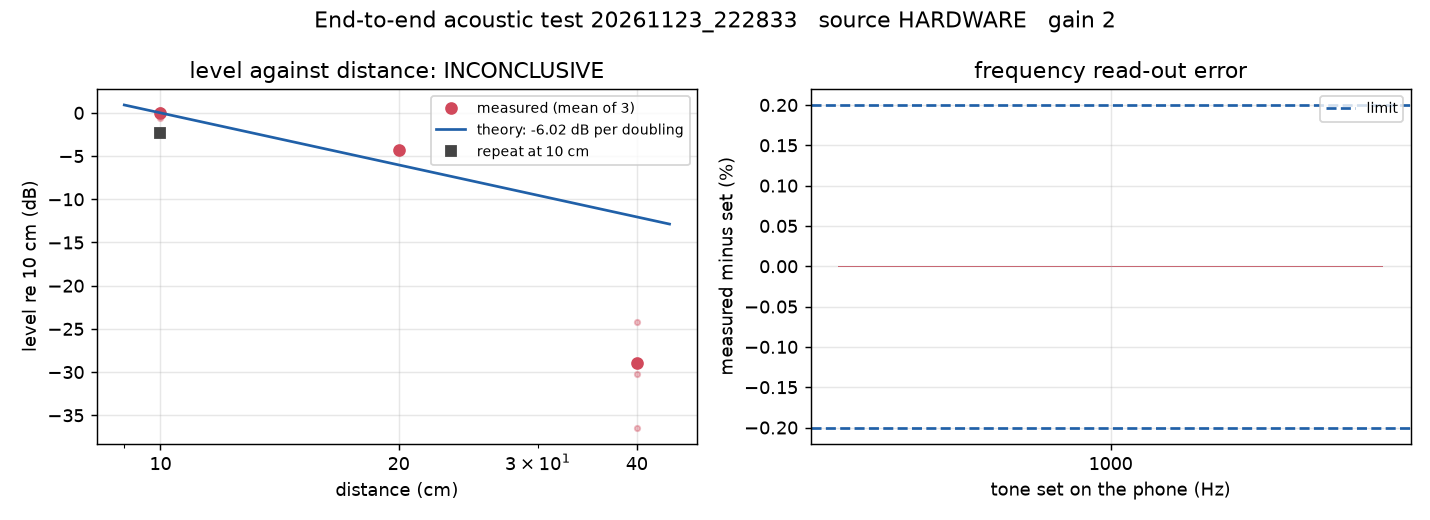 End-to-end acoustic test 20261123_222833   source HARDWARE   gain 2
level against distance: INCONCLUSIVE
measured (mean of 3)
theory: -6.02 dB per doubling
repeat at 10 cm
level re 10 cm (dB)
0
−5
−10
−15
−20
−25
−30
−35
10
20
3 × 10¹
40
distance (cm)
frequency read-out error
limit
measured minus set (%)
0.20
0.15
0.10
0.05
0.00
−0.05
−0.10
−0.15
−0.20
1000
tone set on the phone (Hz)